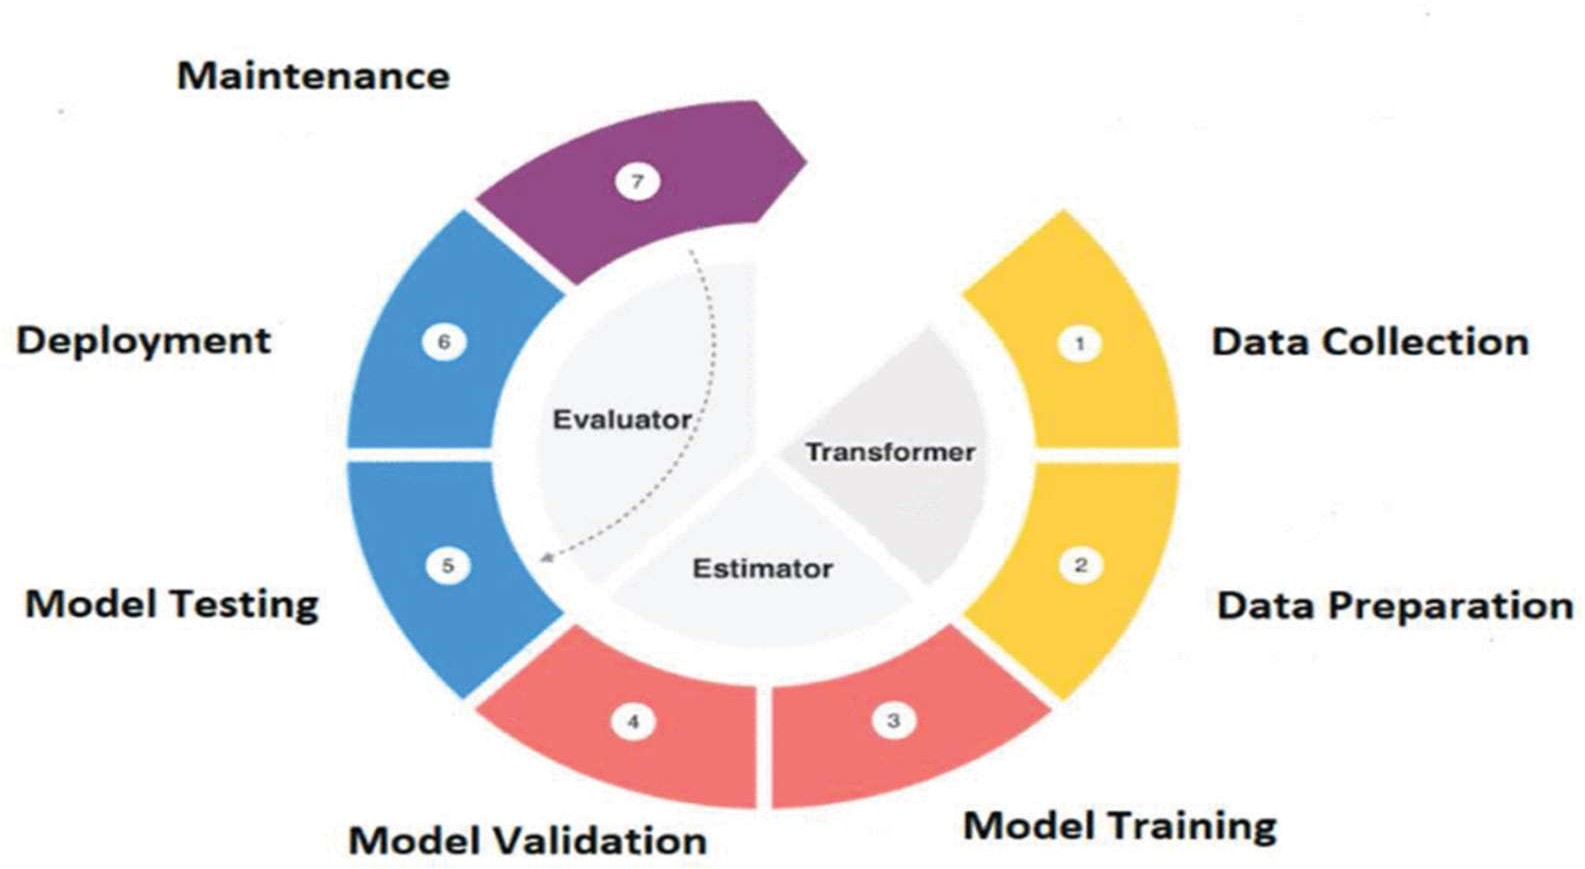 Maintenance
7
1
Data Collection
6
Deployment
Evaluator
Transformer
Estimator
5
Model Testing
2
Data Preparation
4
3
Model Validation
Model Training